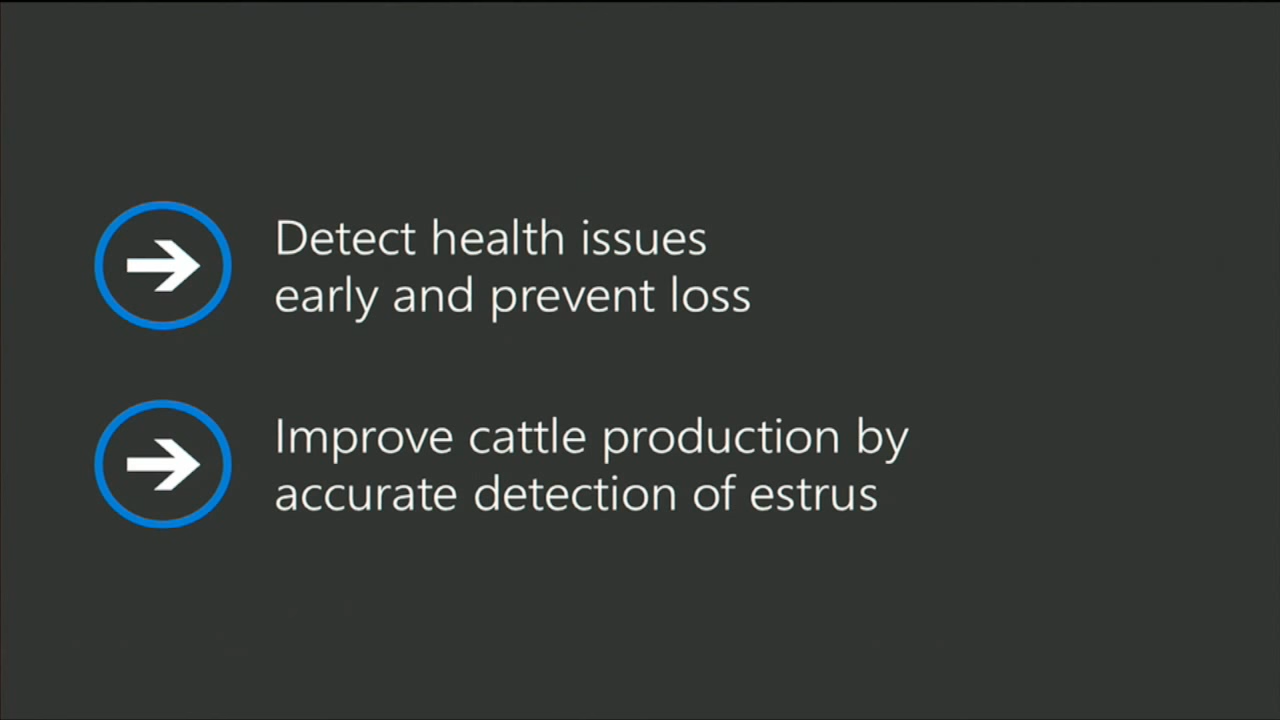 Detect health issues
early and prevent loss
Improve cattle production by
accurate detection of estrus